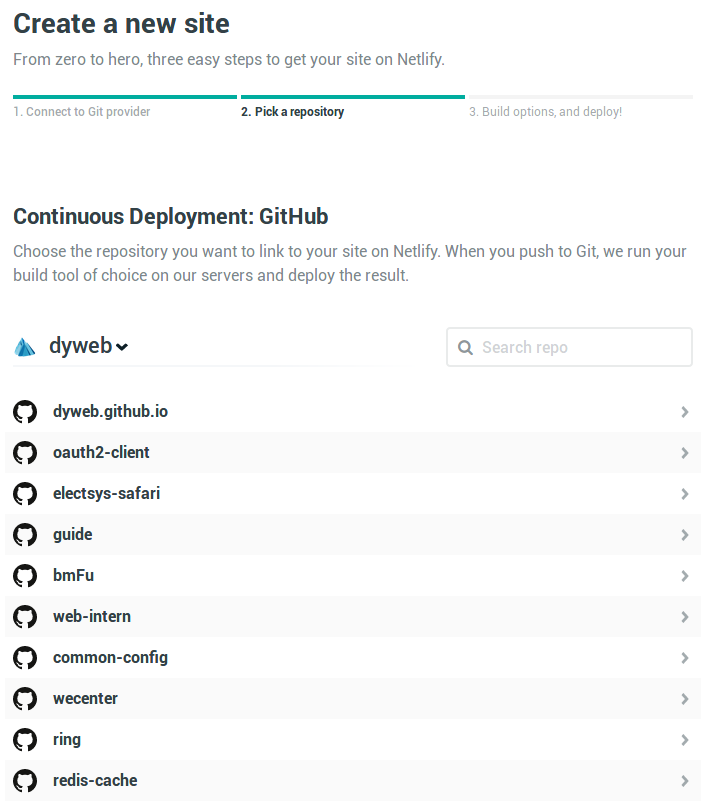 Create a new site
From zero to hero, three easy steps to get your site on Netlify.
1. Connect to Git provider
2. Pick a repository
3. Build options, and deploy!
Continuous Deployment: GitHub
Choose the repository you want to link to your site on Netlify. When you push to Git, we run your
build tool of choice on our servers and deploy the result.
dyweb
Search repo
dyweb.github.io
oauth2-client
electsys-safari
guide
bmFu
web-intern
common-config
wecenter
ring
redis-cache